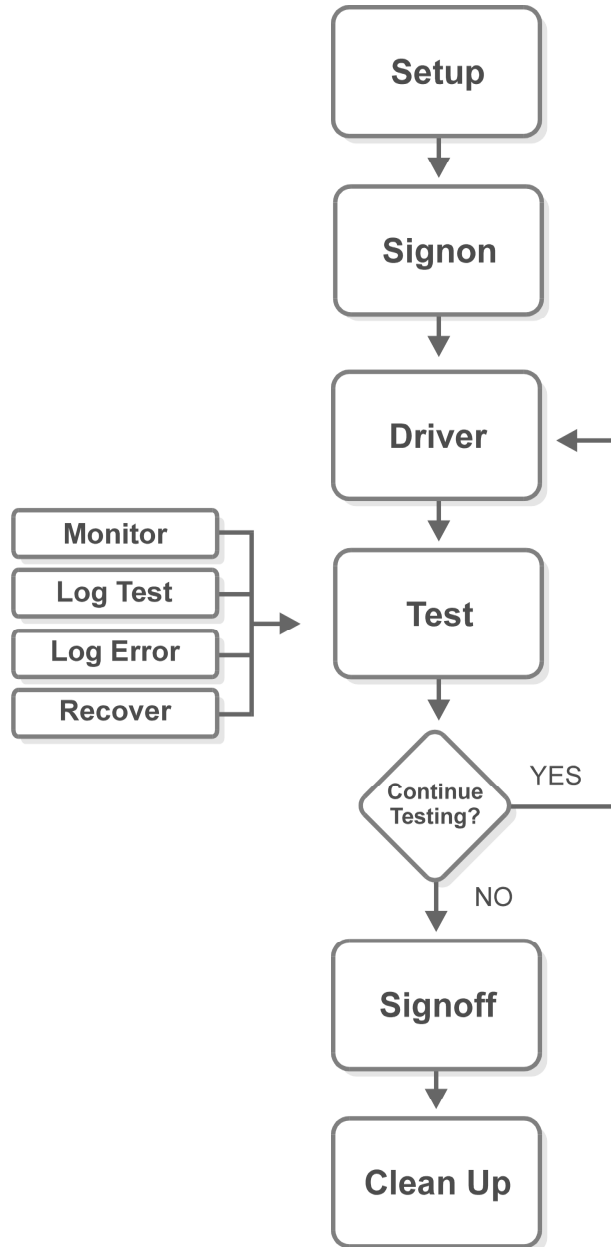 Setup
Signon
Driver
Monitor
Log Test
Log Error
Recover
Test
Continue
Testing?
YES
NO
Signoff
Clean Up